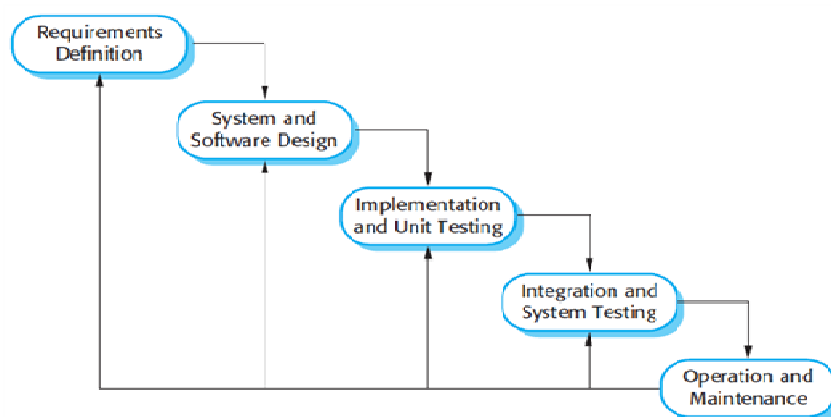 Requirements
Definition
System and
Software Design
Implementation
and Unit Testing
Integration and
System Testing
Operation and
Maintenance